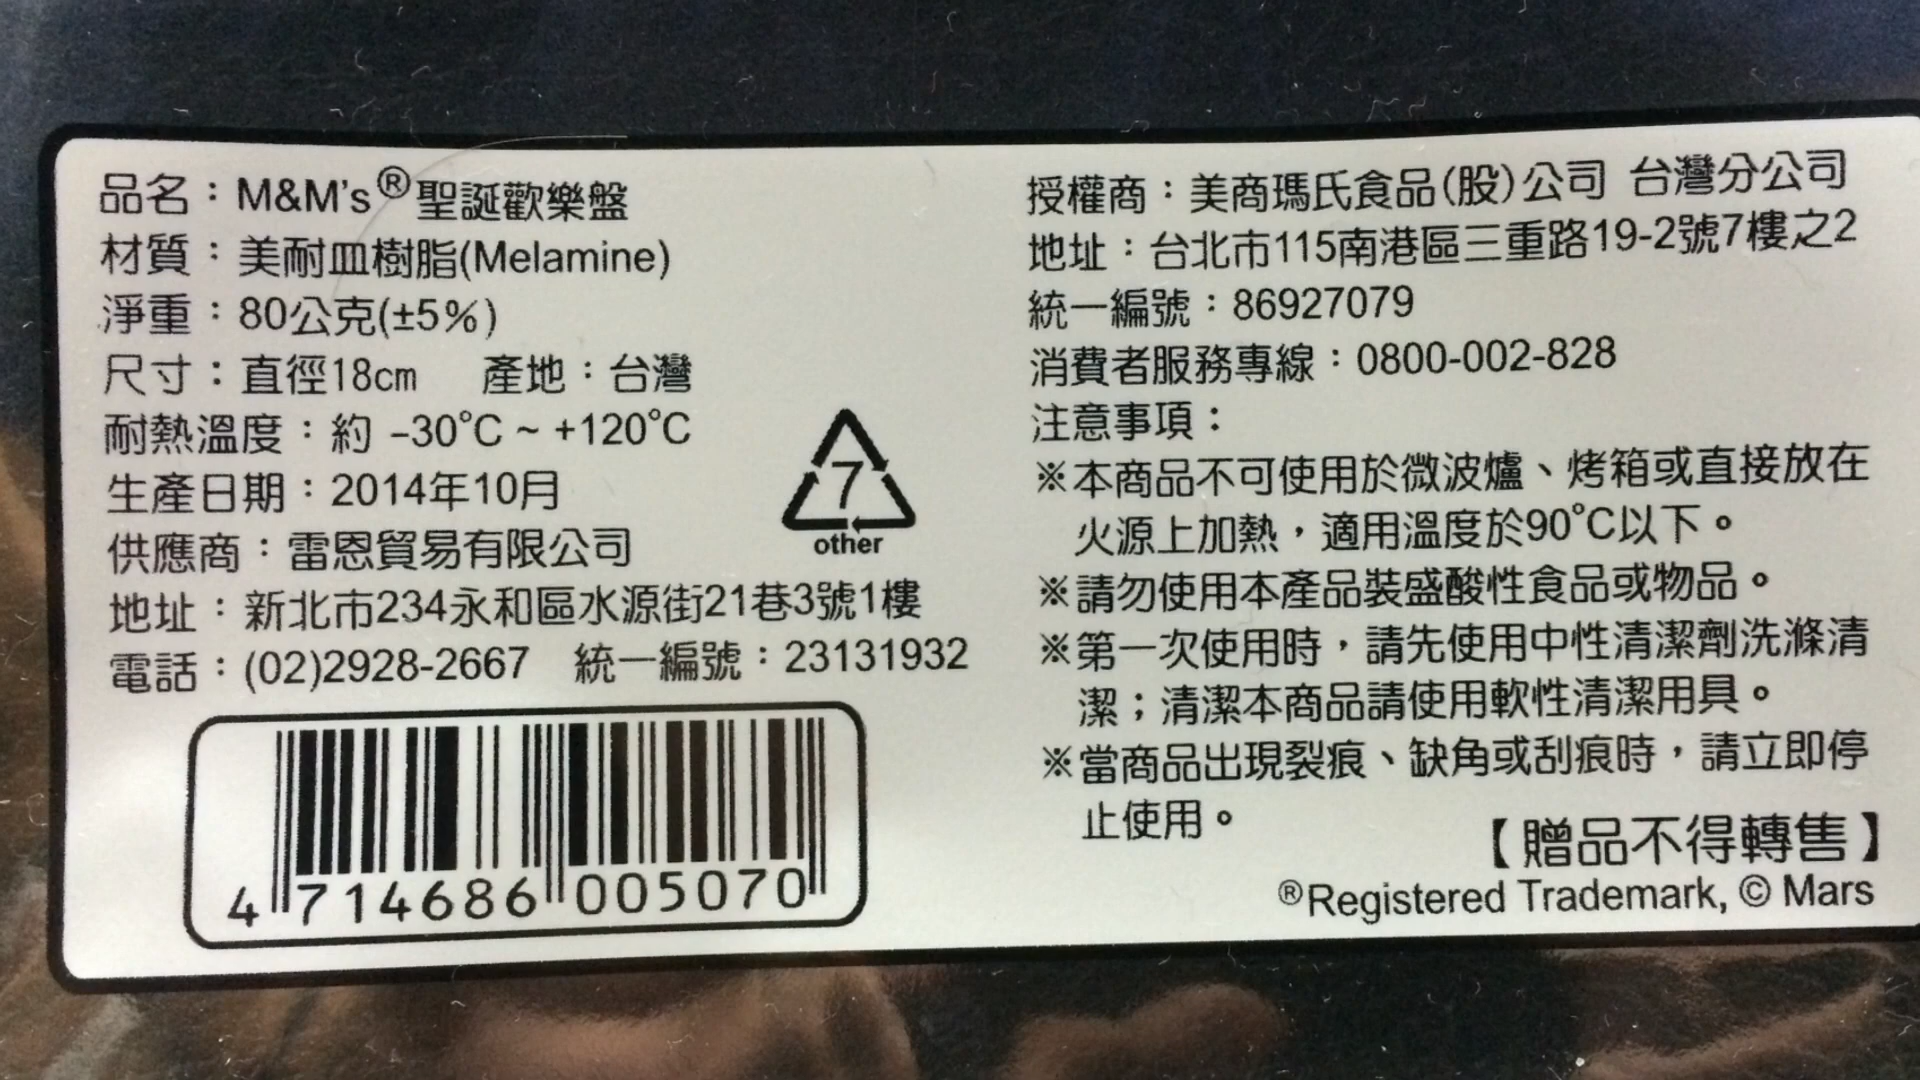 品名：M&M's®聖誕歡樂盤
材質：美耐皿樹脂(Melamine)
淨重：80公克(±5%)
尺寸：直徑18cm 產地：台灣
耐熱溫度：約 -30°C ~ +120°C
生產日期：2014年10月
供應商：雷恩貿易有限公司
地址：新北市234永和區水源街21巷3號1樓
電話：(02)2928-2667 統一編號：23131932
7
other
4 714686 005070
授權商：美商瑪氏食品(股)公司 台灣分公司
地址：台北市115南港區三重路19-2號7樓之2
統一編號：86927079
消費者服務專線：0800-002-828
注意事項：
※本商品不可使用於微波爐、烤箱或直接放在
火源上加熱，適用溫度於90°C以下。
※請勿使用本產品裝盛酸性食品或物品。
※第一次使用時，請先使用中性清潔劑洗滌清
潔；清潔本商品請使用軟性清潔用具。
※當商品出現裂痕、缺角或刮痕時，請立即停
止使用。
【贈品不得轉售】
®Registered Trademark, © Mars